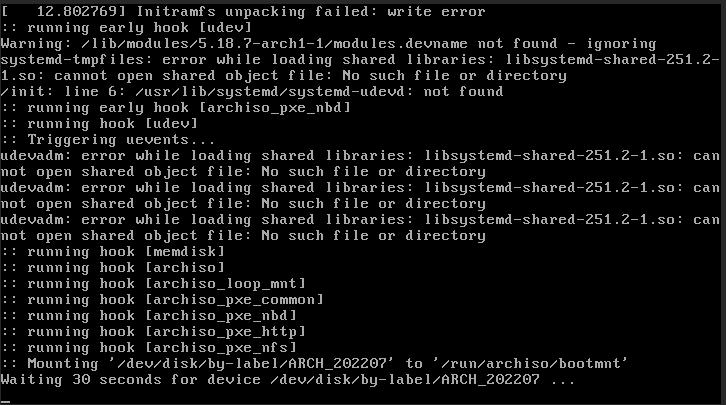 [   12.802769] Initramfs unpacking failed: write error
:: running early hook [udev]
Warning: /lib/modules/5.18.7-arch1-1/modules.devname not found - ignoring
systemd-tmpfiles: error while loading shared libraries: libsystemd-shared-251.2-
1.so: cannot open shared object file: No such file or directory
/init: line 6: /usr/lib/systemd/systemd-udevd: not found
:: running early hook [archiso_pxe_nbd]
:: running hook [udev]
:: Triggering uevents...
udevadm: error while loading shared libraries: libsystemd-shared-251.2-1.so: can
not open shared object file: No such file or directory
udevadm: error while loading shared libraries: libsystemd-shared-251.2-1.so: can
not open shared object file: No such file or directory
udevadm: error while loading shared libraries: libsystemd-shared-251.2-1.so: can
not open shared object file: No such file or directory
:: running hook [memdisk]
:: running hook [archiso]
:: running hook [archiso_loop_mnt]
:: running hook [archiso_pxe_common]
:: running hook [archiso_pxe_nbd]
:: running hook [archiso_pxe_http]
:: running hook [archiso_pxe_nfs]
:: Mounting '/dev/disk/by-label/ARCH_202207' to '/run/archiso/bootmnt'
Waiting 30 seconds for device /dev/disk/by-label/ARCH_202207 ...
_